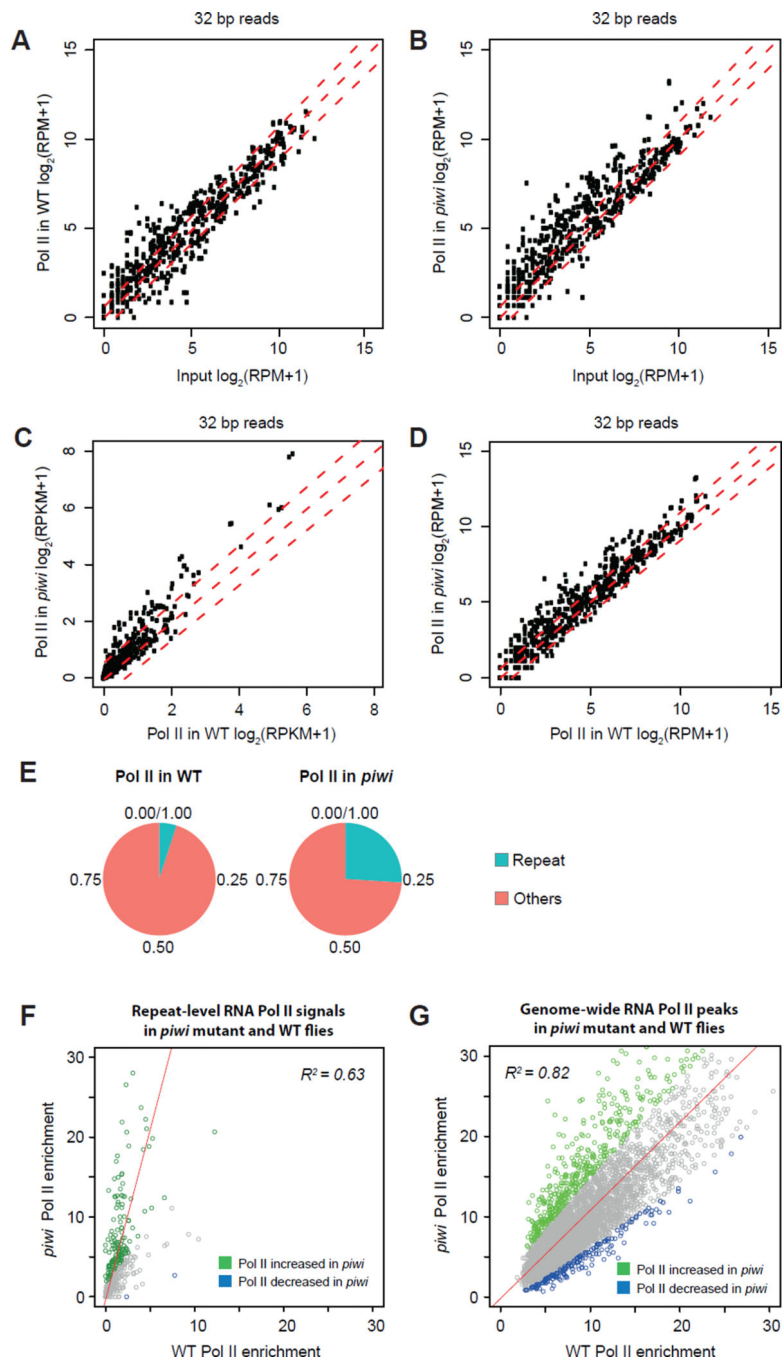 A
32 bp reads
Pol II in WT log2(RPM+1)
15
10
5
0
0
5
10
15
Input log2(RPM+1)
B
32 bp reads
Pol II in piwi log2(RPM+1)
15
10
5
0
0
5
10
15
Input log2(RPM+1)
C
32 bp reads
Pol II in piwi log2(RPKM+1)
8
6
4
2
0
0
2
4
6
8
Pol II in WT log2(RPKM+1)
D
32 bp reads
Pol II in piwi log2(RPM+1)
15
10
5
0
0
5
10
15
Pol II in WT log2(RPM+1)
E
Pol II in WT
0.00/1.00
0.75
0.25
0.50
Pol II in piwi
0.00/1.00
0.75
0.25
0.50
Repeat
Others
F
Repeat-level RNA Pol II signals
in piwi mutant and WT flies
R2 = 0.63
piwi Pol II enrichment
30
20
10
0
Pol II increased in piwi
Pol II decreased in piwi
0
5
10
15
20
25
30
WT Pol II enrichment
G
Genome-wide RNA Pol II peaks
in piwi mutant and WT flies
R2 = 0.82
piwi Pol II enrichment
30
20
10
0
Pol II increased in piwi
Pol II decreased in piwi
0
5
10
15
20
25
30
WT Pol II enrichment